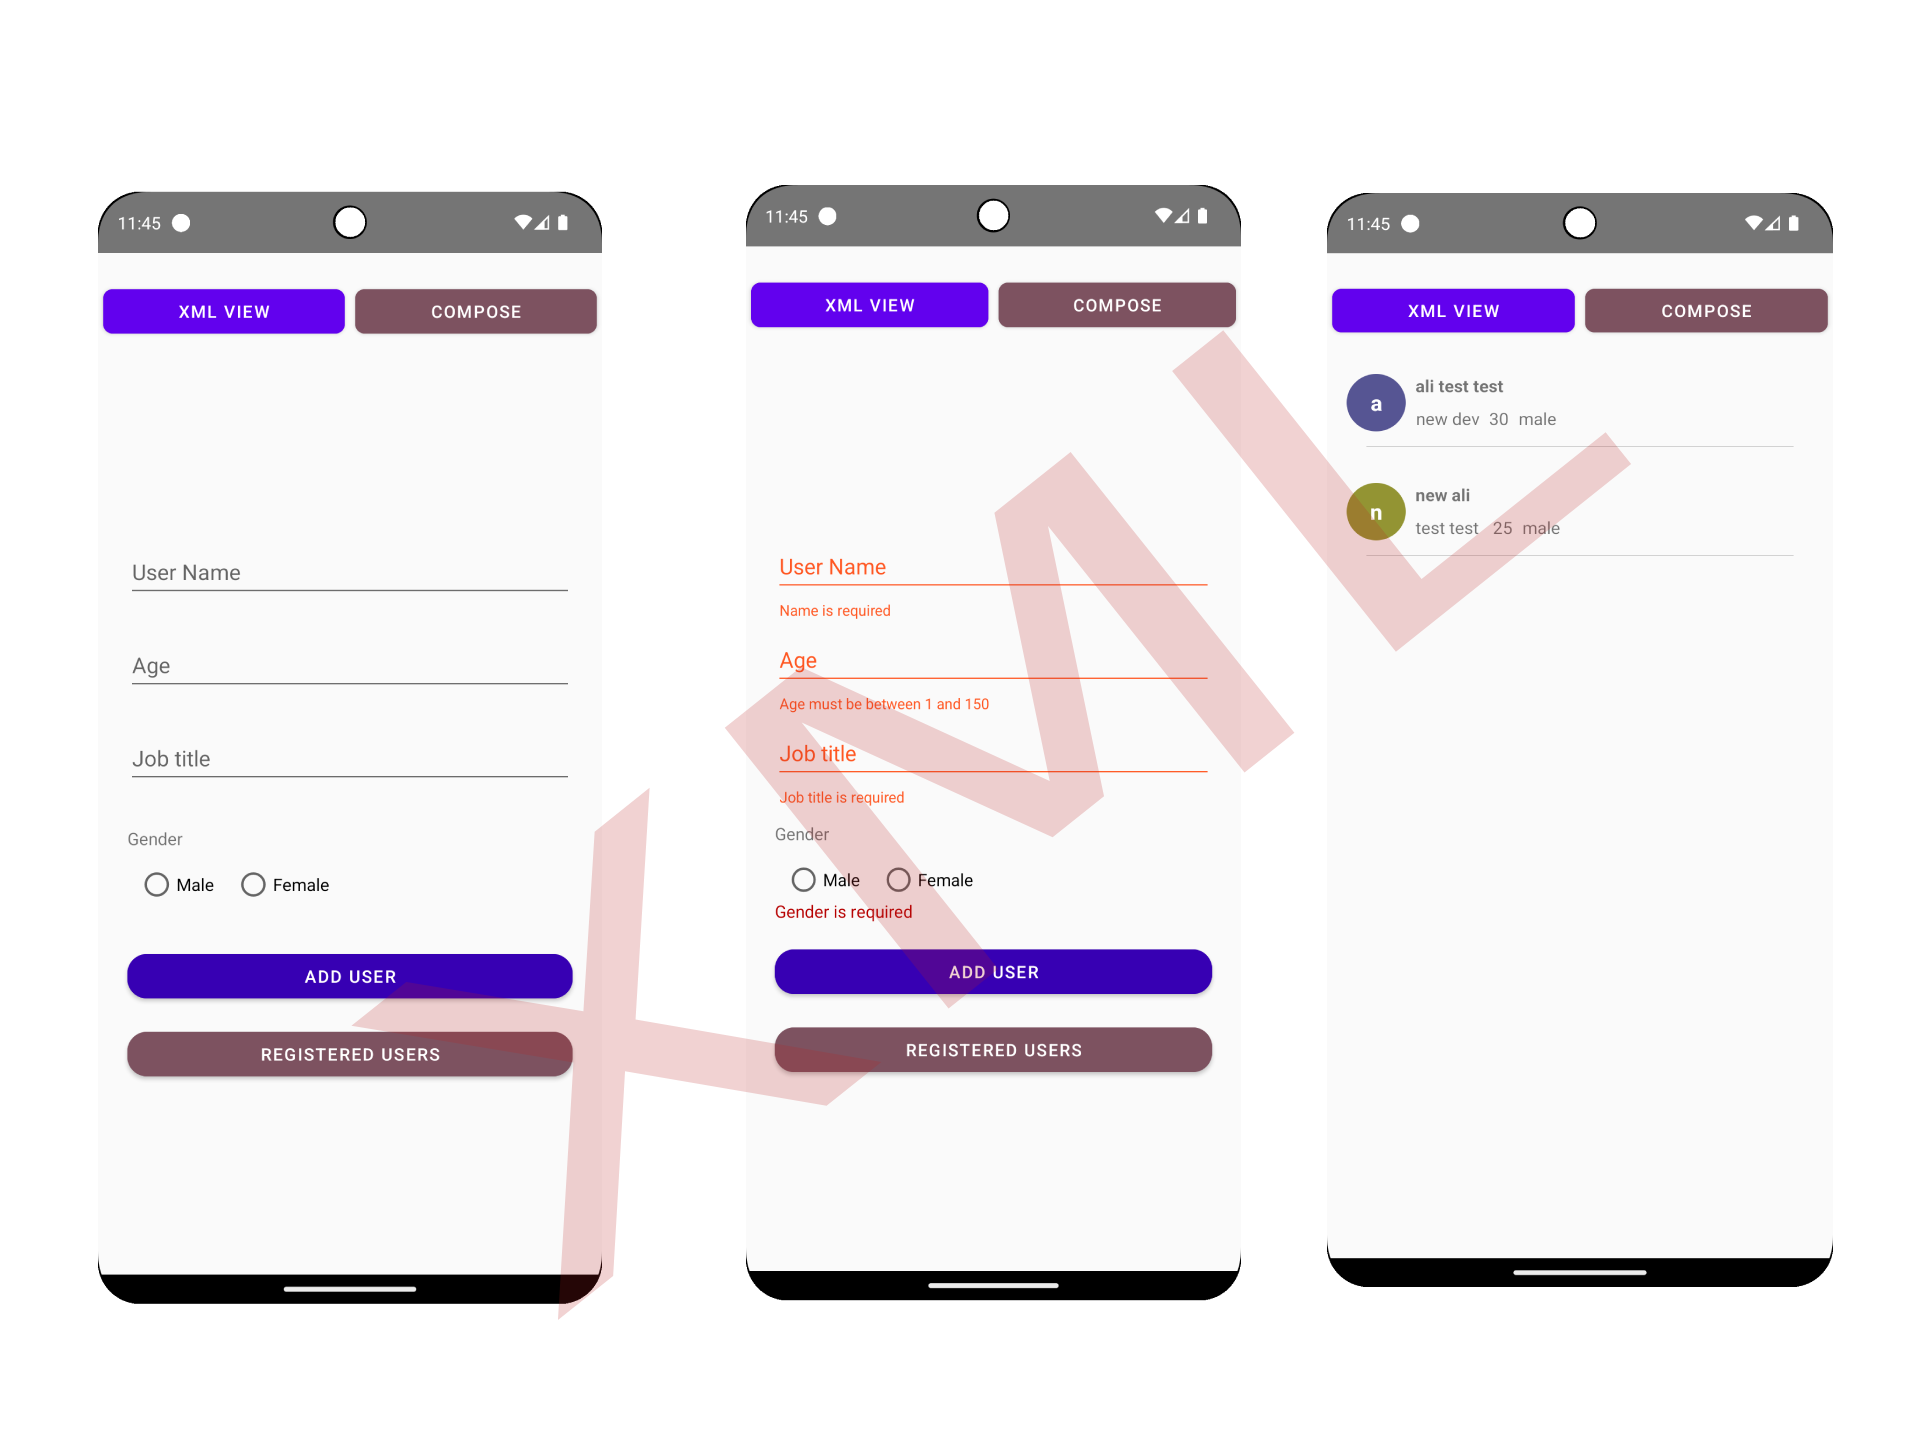 11:45
XML VIEW COMPOSE
User Name
Age
Job title
Gender
Male Female
ADD USER
REGISTERED USERS
11:45
XML VIEW COMPOSE
User Name
Name is required
Age
Age must be between 1 and 150
Job title
Job title is required
Gender
Male Female
Gender is required
ADD USER
REGISTERED USERS
11:45
XML VIEW COMPOSE
a
ali test test
new dev 30 male
n
new ali
test test 25 male
XML